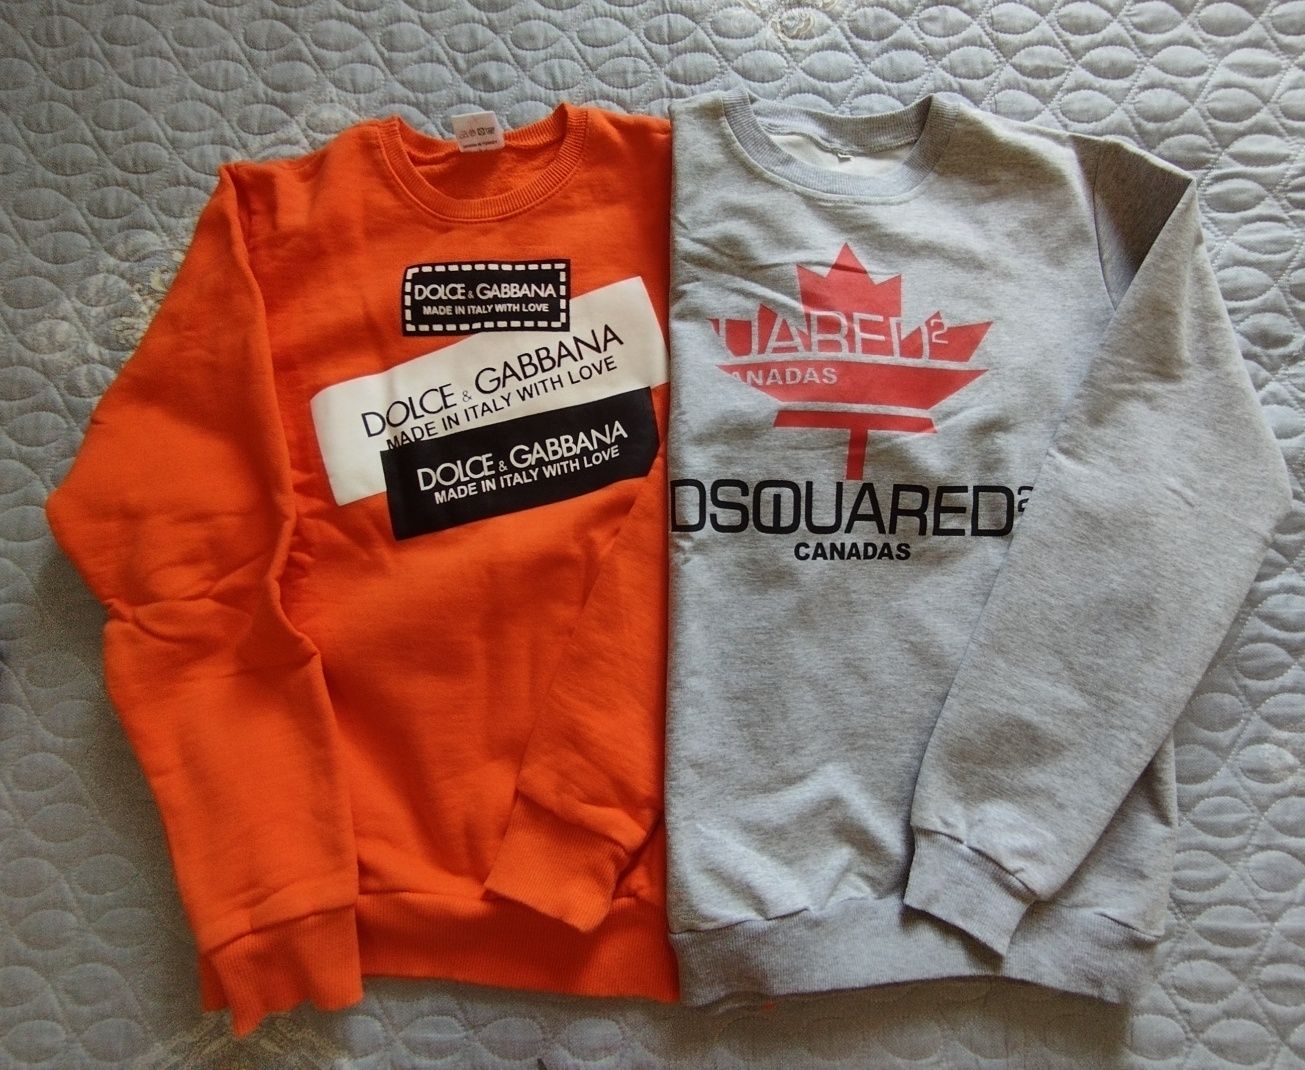 DOLCE & GABBANA
MADE IN ITALY WITH LOVE
DOLCE & GABBANA
MADE IN ITALY WITH LOVE
DOLCE & GABBANA
MADE IN ITALY WITH LOVE
UARED2
ANADAS
DSQUARED2
CANADAS